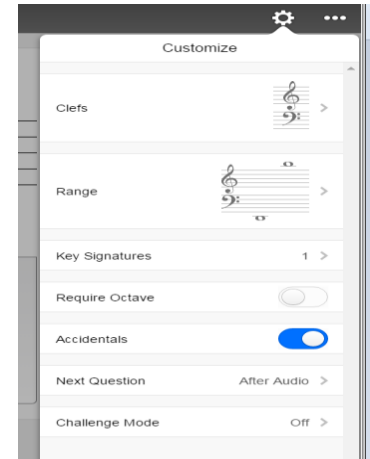 Customize
Clefs
Range
Key Signatures 1
Require Octave
Accidentals
Next Question After Audio
Challenge Mode Off